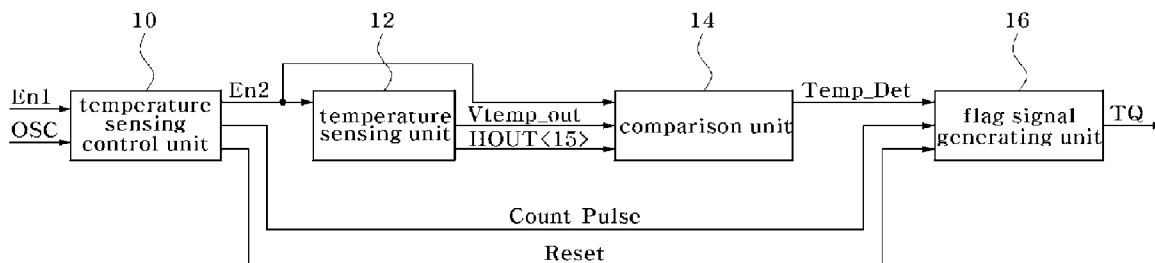 10
12
14
16
En1
OSC
temperature
sensing
control unit
En2
temperature
sensing unit
Vtemp_out
HOUT<15>
comparison unit
Temp_Det
flag signal
generating unit
TQ
Count Pulse
Reset